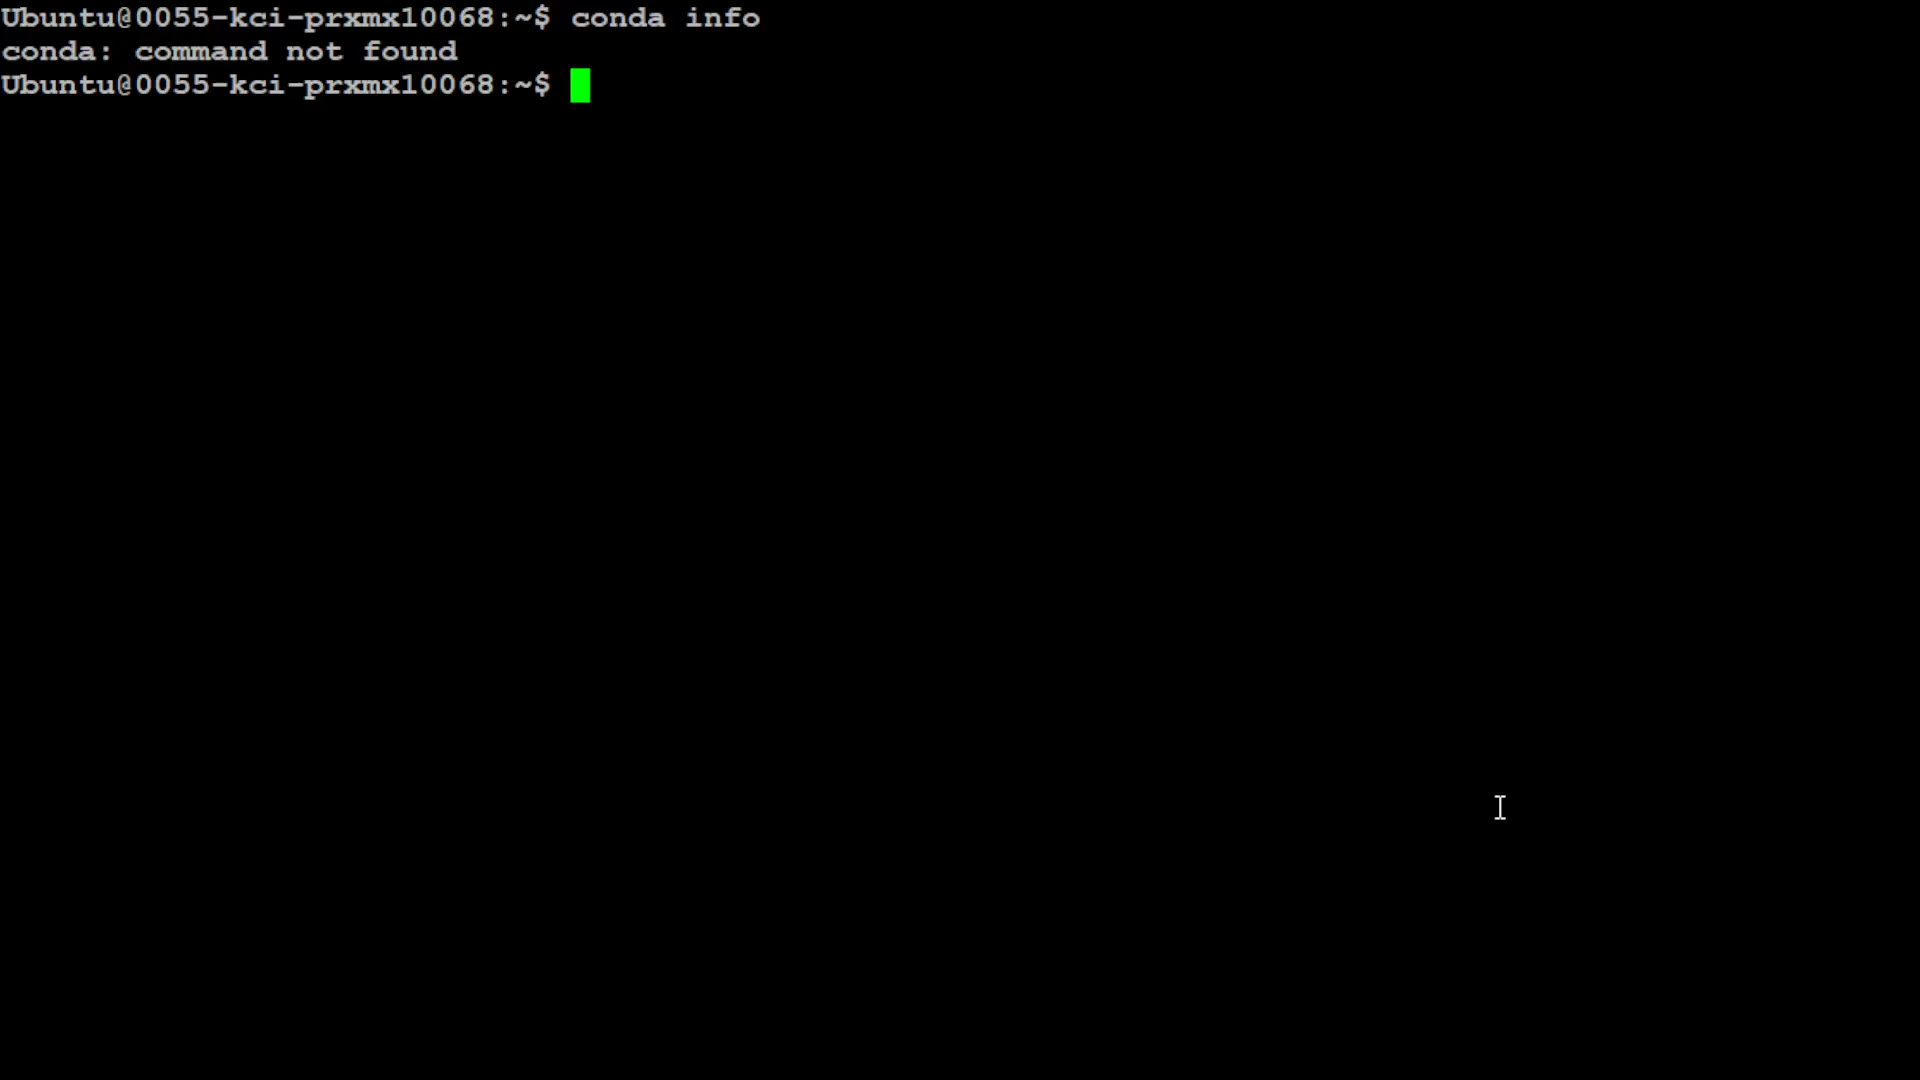 Ubuntu@0055-kci-prxmx10068:~$ conda info
conda: command not found
Ubuntu@0055-kci-prxmx10068:~$